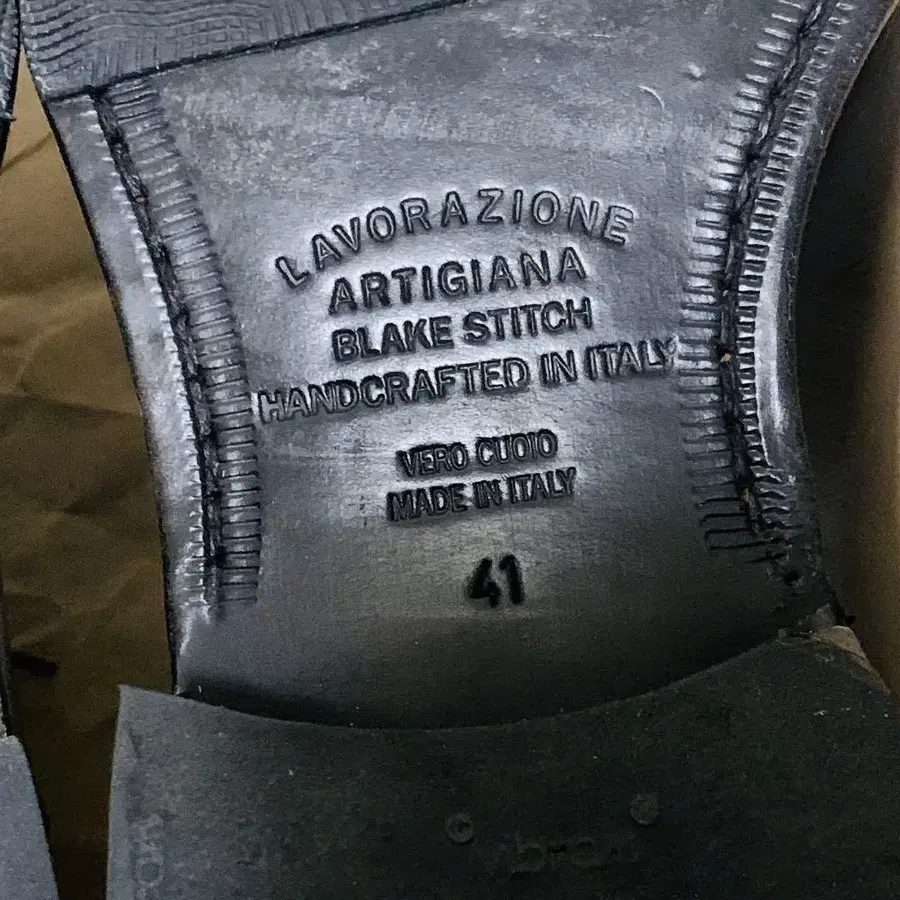 LAVORAZIONE
ARTIGIANA
BLAKE STITCH
HANDCRAFTED IN ITALY
VERO CUOIO
MADE IN ITALY
41